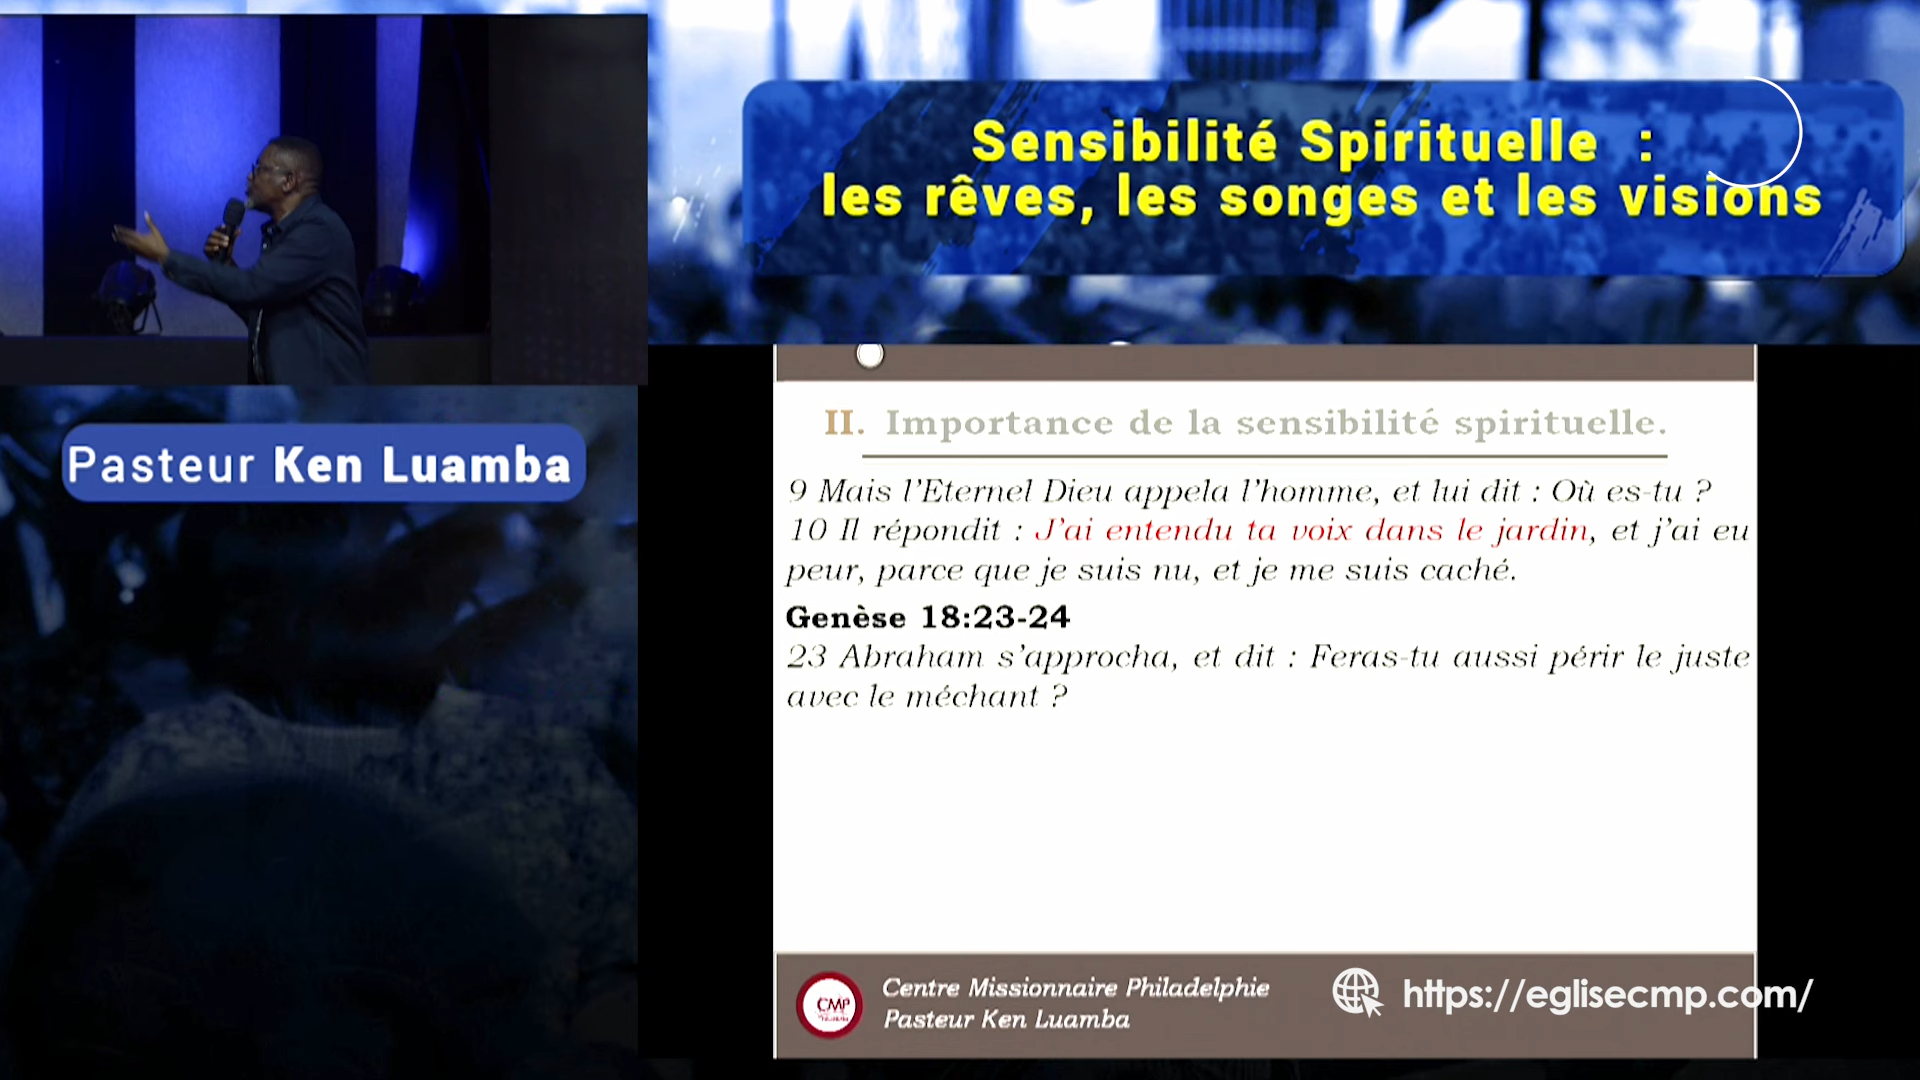 Sensibilité Spirituelle :
les rêves, les songes et les visions
Pasteur Ken Luamba
II. Importance de la sensibilité spirituelle.
9 Mais l’Eternel Dieu appela l’homme, et lui dit : Où es-tu ?
10 Il répondit : J’ai entendu ta voix dans le jardin, et j’ai eu
peur, parce que je suis nu, et je me suis caché.
Genèse 18:23-24
23 Abraham s’approcha, et dit : Feras-tu aussi périr le juste
avec le méchant ?
CMP
Centre Missionnaire Philadelphie
Pasteur Ken Luamba
https://eglisecmp.com/